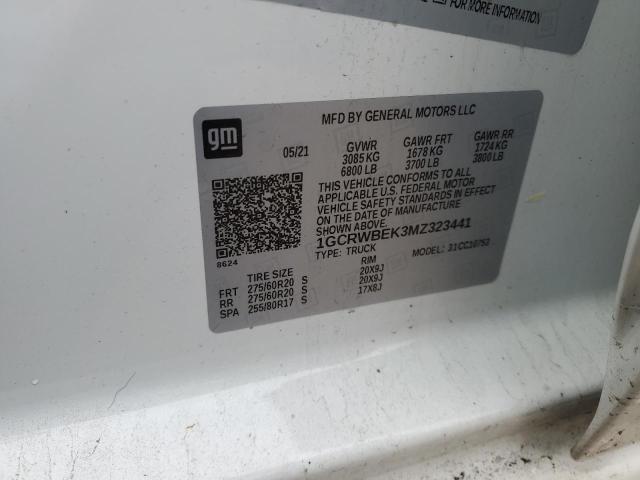 FOR MORE INFORMATION
gm
MFD BY GENERAL MOTORS LLC
05/21 GVWR GAWR FRT GAWR RR
3085 KG 1678 KG 1724 KG
6800 LB 3700 LB 3800 LB
THIS VEHICLE CONFORMS TO ALL
APPLICABLE U.S. FEDERAL MOTOR
VEHICLE SAFETY STANDARDS IN EFFECT
ON THE DATE OF MANUFACTURE
SHOWN ABOVE.
1GCRWBEK3MZ323441
TYPE: TRUCK MODEL:
8624
TIRE SIZE RIM
FRT 275/60R20 S 20X9J
RR 275/60R20 S 20X9J
SPA 255/80R17 S 17X8J